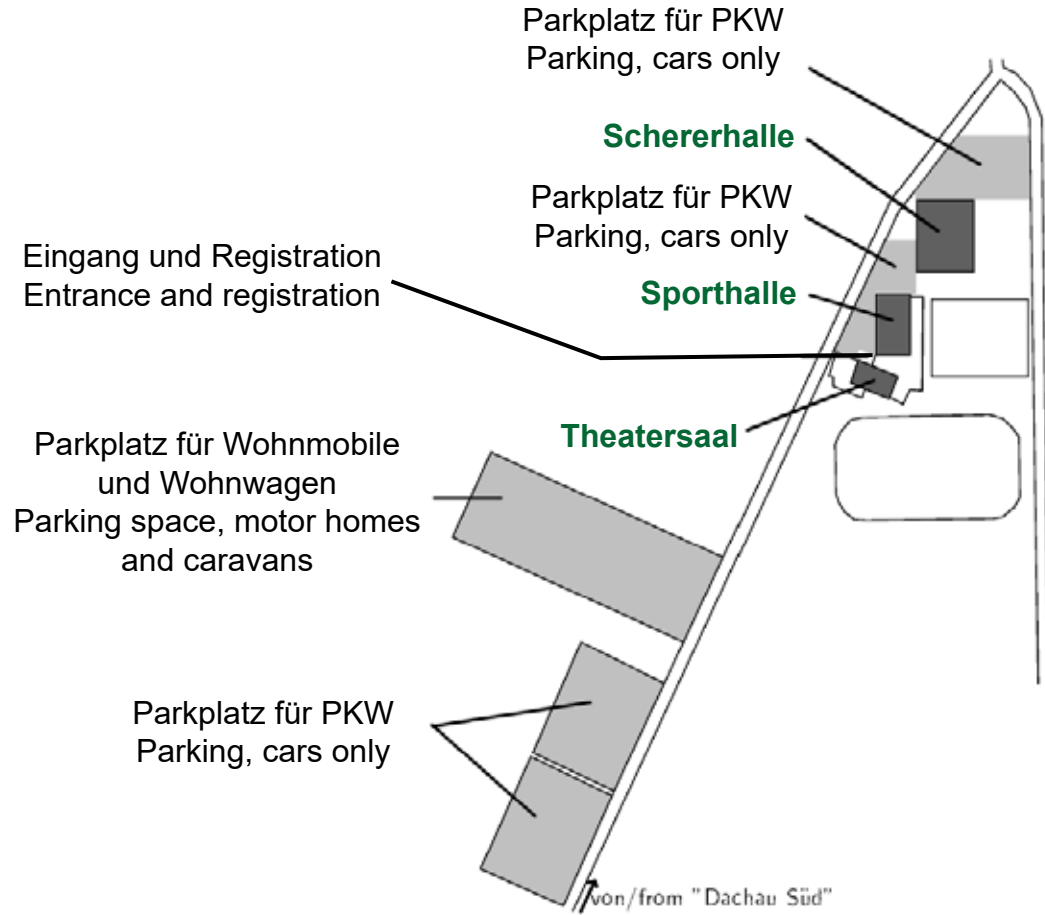 Parkplatz für PKW
Parking, cars only
Schererhalle
Parkplatz für PKW
Parking, cars only
Eingang und Registration
Entrance and registration
Sporthalle
Theatersaal
Parkplatz für Wohnmobile
und Wohnwagen
Parking space, motor homes
and caravans
Parkplatz für PKW
Parking, cars only
von/from "Dachau Süd"